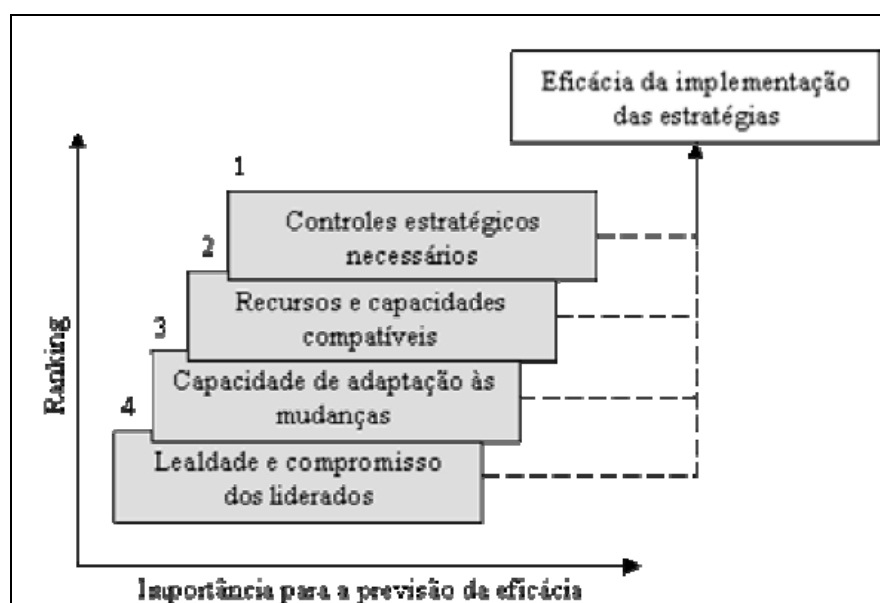 Eficácia da implementação
das estratégias
1
Controles estratégicos
necessários
2
Recursos e capacidades
compatíveis
3
Capacidade de adaptação às
mudanças
4
Lealdade e compromisso
dos liderados
Ranking
Importância para a previsão da eficácia